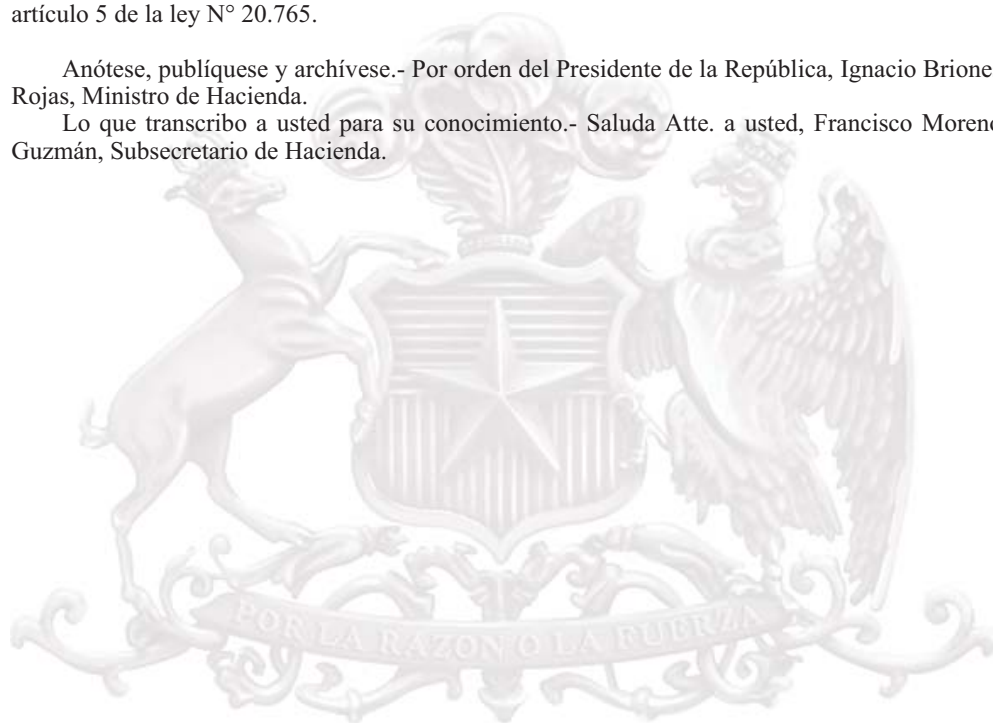 artículo 5 de la ley N° 20.765.
Anótese, publíquese y archívese.- Por orden del Presidente de la República, Ignacio Brione
Rojas, Ministro de Hacienda.
Lo que transcribo a usted para su conocimiento.- Saluda Atte. a usted, Francisco Moreno
Guzmán, Subsecretario de Hacienda.
POR LA RAZON O LA FUERZA